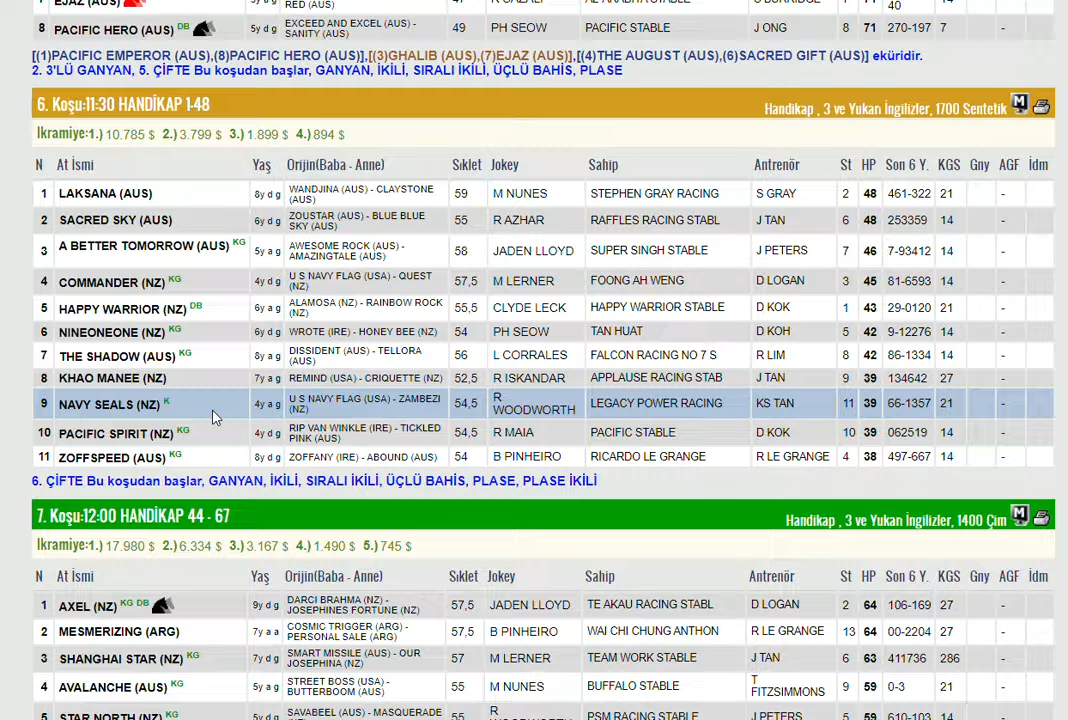 EJAZ (AUS) RED (AUS) 40
8 PACIFIC HERO (AUS) DB 5y d g EXCEED AND EXCEL (AUS) - SANITY (AUS) 49 PH SEOW PACIFIC STABLE J ONG 8 71 270-197 7 -
[(1)PACIFIC EMPEROR (AUS),(8)PACIFIC HERO (AUS)],[(3)GHALIB (AUS),(7)EJAZ (AUS)],[(4)THE AUGUST (AUS),(6)SACRED GIFT (AUS)] eküridir.
2. 3'LÜ GANYAN, 5. ÇİFTE Bu koşudan başlar, GANYAN, İKİLİ, SIRALI İKİLİ, ÜÇLÜ BAHİS, PLASE
6. Koşu:11:30 HANDİKAP 1-48 Handikap , 3 ve Yukarı İngilizler, 1700 Sentetik M
İkramiye:1.) 10.785 $ 2.) 3.799 $ 3.) 1.899 $ 4.) 894 $
N At İsmi Yaş Orijin(Baba - Anne) Sıklet Jokey Sahip Antrenör St HP Son 6 Y. KGS Gny AGF İdm
1 LAKSANA (AUS) 8y d g WANDJINA (AUS) - CLAYSTONE (AUS) 59 M NUNES STEPHEN GRAY RACING S GRAY 2 48 461-322 21 -
2 SACRED SKY (AUS) 6y d g ZOUSTAR (AUS) - BLUE BLUE SKY (AUS) 55 R AZHAR RAFFLES RACING STABL J TAN 6 48 253359 14 -
3 A BETTER TOMORROW (AUS) KG 5y a g AWESOME ROCK (AUS) - AMAZINGTALE (AUS) 58 JADEN LLOYD SUPER SINGH STABLE J PETERS 7 46 7-93412 14 -
4 COMMANDER (NZ) KG 4y d g U S NAVY FLAG (USA) - QUEST (NZ) 57,5 M LERNER FOONG AH WENG D LOGAN 3 45 81-6593 14 -
5 HAPPY WARRIOR (NZ) DB 6y a g ALAMOSA (NZ) - RAINBOW ROCK (NZ) 55,5 CLYDE LECK HAPPY WARRIOR STABLE D KOK 1 43 29-0120 21 -
6 NINEONEONE (NZ) KG 6y d g WROTE (IRE) - HONEY BEE (NZ) 54 PH SEOW TAN HUAT D KOH 5 42 9-12276 14 -
7 THE SHADOW (AUS) KG 8y a g DISSIDENT (AUS) - TELLORA (AUS) 56 L CORRALES FALCON RACING NO 7 S R LIM 8 42 86-1334 14 -
8 KHAO MANEE (NZ) 7y a g REMIND (USA) - CRIQUETTE (NZ) 52,5 R ISKANDAR APPLAUSE RACING STAB J TAN 9 39 134642 27 -
9 NAVY SEALS (NZ) K 4y a g U S NAVY FLAG (USA) - ZAMBEZI (NZ) 54,5 R WOODWORTH LEGACY POWER RACING KS TAN 11 39 66-1357 21 -
10 PACIFIC SPIRIT (NZ) KG 4y d g RIP VAN WINKLE (IRE) - TICKLED PINK (AUS) 54,5 R MAIA PACIFIC STABLE D KOK 10 39 062519 14 -
11 ZOFFSPEED (AUS) KG 8y d g ZOFFANY (IRE) - ABOUND (AUS) 54 B PINHEIRO RICARDO LE GRANGE R LE GRANGE 4 38 497-667 14 -
6. ÇİFTE Bu koşudan başlar, GANYAN, İKİLİ, SIRALI İKİLİ, ÜÇLÜ BAHİS, PLASE, PLASE İKİLİ
7. Koşu:12:00 HANDİKAP 44 - 67 Handikap , 3 ve Yukarı İngilizler, 1400 Çim M
İkramiye:1.) 17.980 $ 2.) 6.334 $ 3.) 3.167 $ 4.) 1.490 $ 5.) 745 $
N At İsmi Yaş Orijin(Baba - Anne) Sıklet Jokey Sahip Antrenör St HP Son 6 Y. KGS Gny AGF İdm
1 AXEL (NZ) KG DB 9y d g DARCI BRAHMA (NZ) - JOSEPHINES FORTUNE (NZ) 57,5 JADEN LLOYD TE AKAU RACING STABL D LOGAN 2 64 106-169 27 -
2 MESMERIZING (ARG) 7y a a COSMIC TRIGGER (ARG) - PERSONAL SALE (ARG) 57,5 B PINHEIRO WAI CHI CHUNG ANTHON R LE GRANGE 13 64 00-2204 27 -
3 SHANGHAI STAR (NZ) KG 7y d g SMART MISSILE (AUS) - OUR JOSEPHINA (NZ) 57 M LERNER TEAM WORK STABLE J TAN 6 63 411736 286 -
4 AVALANCHE (AUS) KG 5y a g STREET BOSS (USA) - BUTTERBOOM (AUS) 55 M NUNES BUFFALO STABLE T FITZSIMMONS 9 59 0-3 21 -
5 STAR NORTH (NZ) KG 5y d g SAVABEEL (AUS) - MASQUERADE 55 R WOODWORTH PSM RACING STABLE J PETERS 5 59 610-103 14 -